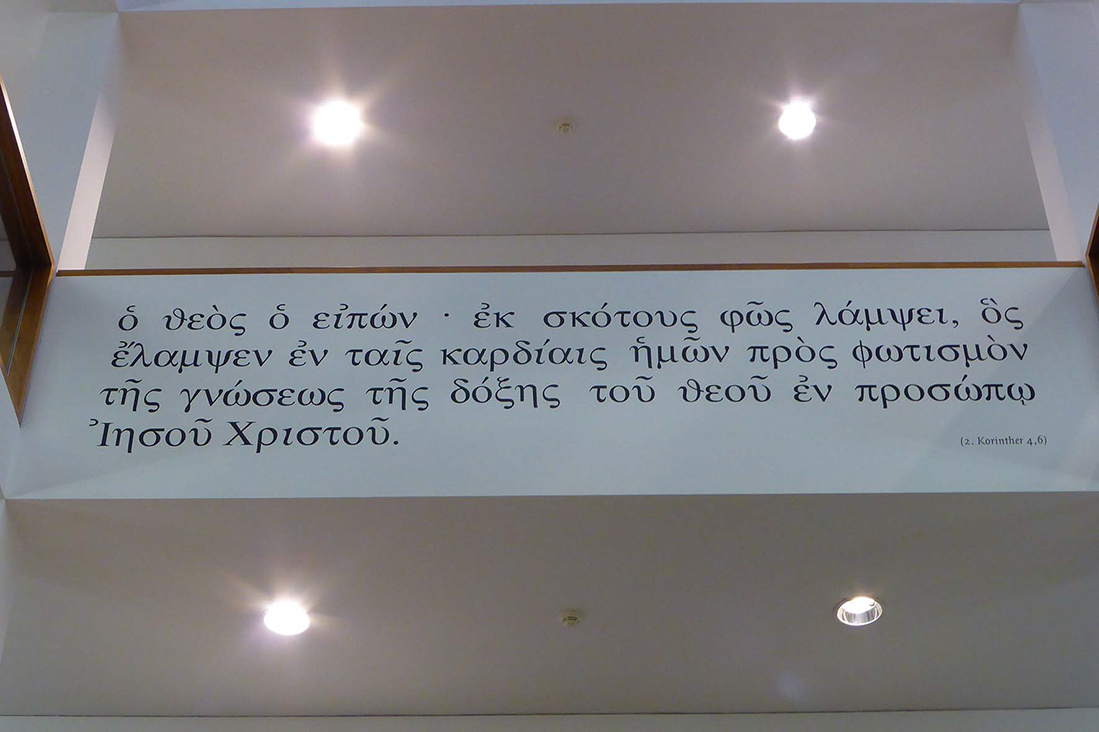 ὁ θεὸς ὁ εἰπών · ἐκ σκότους φῶς λάμψει, ὃς
ἔλαμψεν ἐν ταῖς καρδίαις ἡμῶν πρὸς φωτισμὸν
τῆς γνώσεως τῆς δόξης τοῦ θεοῦ ἐν προσώπῳ
Ἰησοῦ Χριστοῦ.
(2. Korinther 4,6)